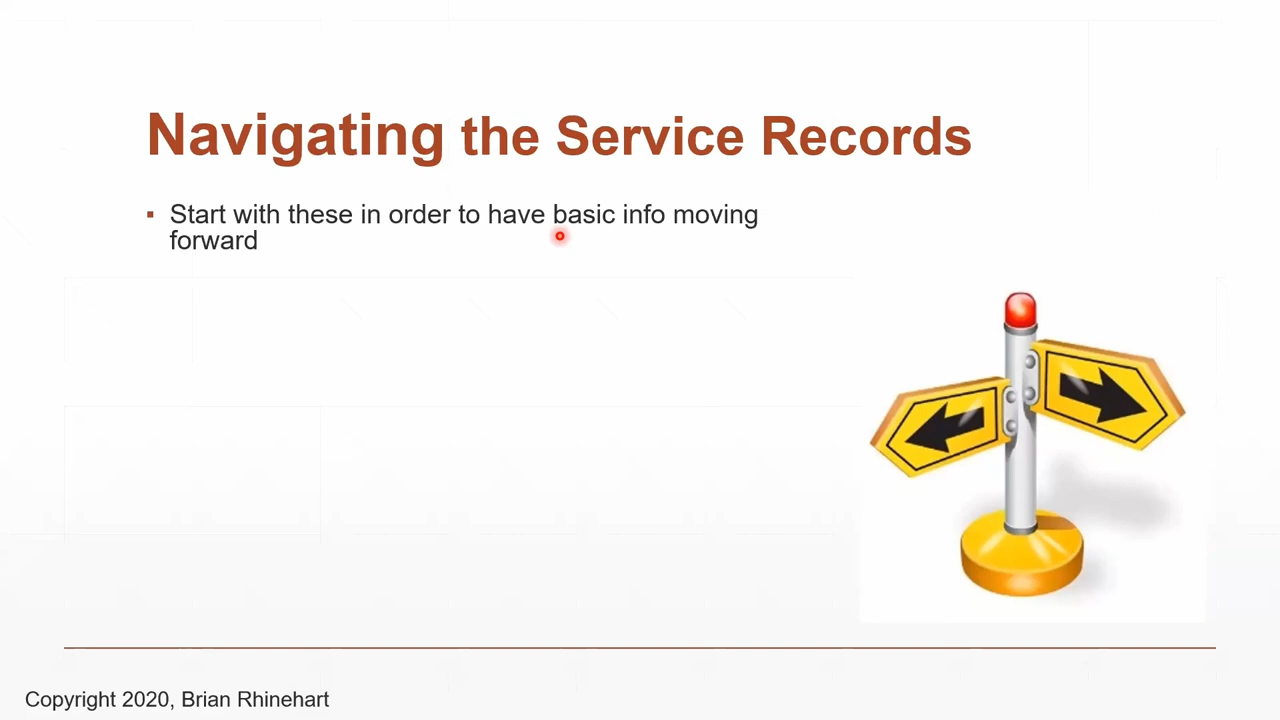 Navigating the Service Records
▪ Start with these in order to have basic info moving
forward
Copyright 2020, Brian Rhinehart